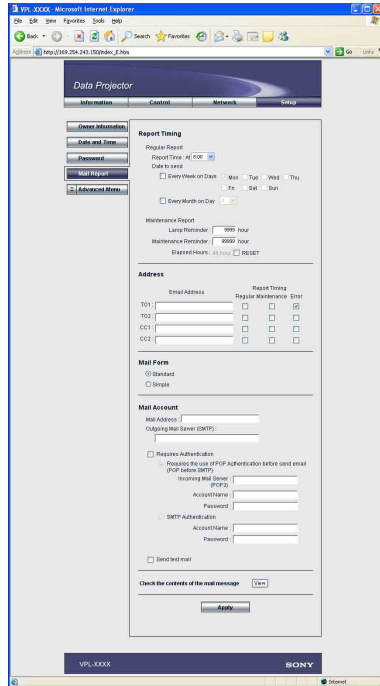 VPL XXXX - Microsoft Internet Explorer
File Edit View Favorites Tools Help
Back Search Favorites
Address http://169.254.243.150/index_E.htm Go Links
Data Projector
Information Control Network Setup
Owner Information
Date and Time
Password
Mail Report
Advanced Menu
Report Timing
Regular Report
Report Time : At 8:00
Date to send
Every Week on Days Mon Tue Wed Thu
Fri Sat Sun
Every Month on Day
Maintenance Report
Lamp Reminder : 9999 hour
Maintenance Reminder : 99999 hour
Elapsed Hours : hour RESET
Address
Email Address Report Timing
Regular Maintenance Error
TO1 :
TO2 :
CC1 :
CC2 :
Mail Form
Standard
Simple
Mail Account
Mail Address :
Outgoing Mail Server (SMTP) :
Requires Authentication
Requires the use of POP Authentication before send email
(POP before SMTP)
Incoming Mail Server :
(POP3)
Account Name :
Password :
SMTP Authentication
Account Name :
Password :
Send test mail
Check the contents of the mail message View
Apply
VPL-XXXX SONY
Internet